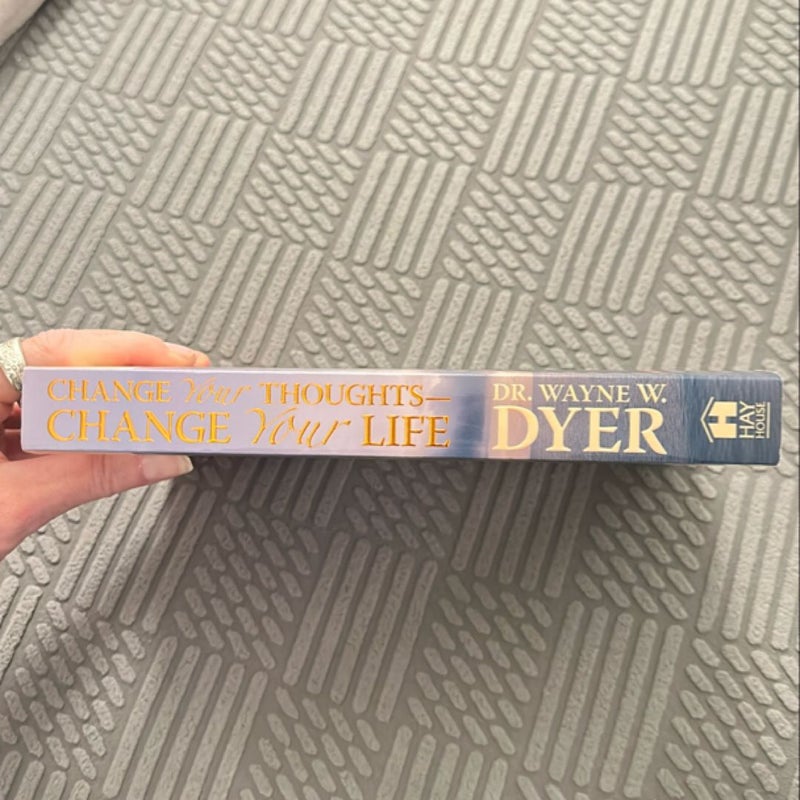 CHANGE Your THOUGHTS—
CHANGE Your LIFE
DR. WAYNE W.
DYER
HAY
HOUSE